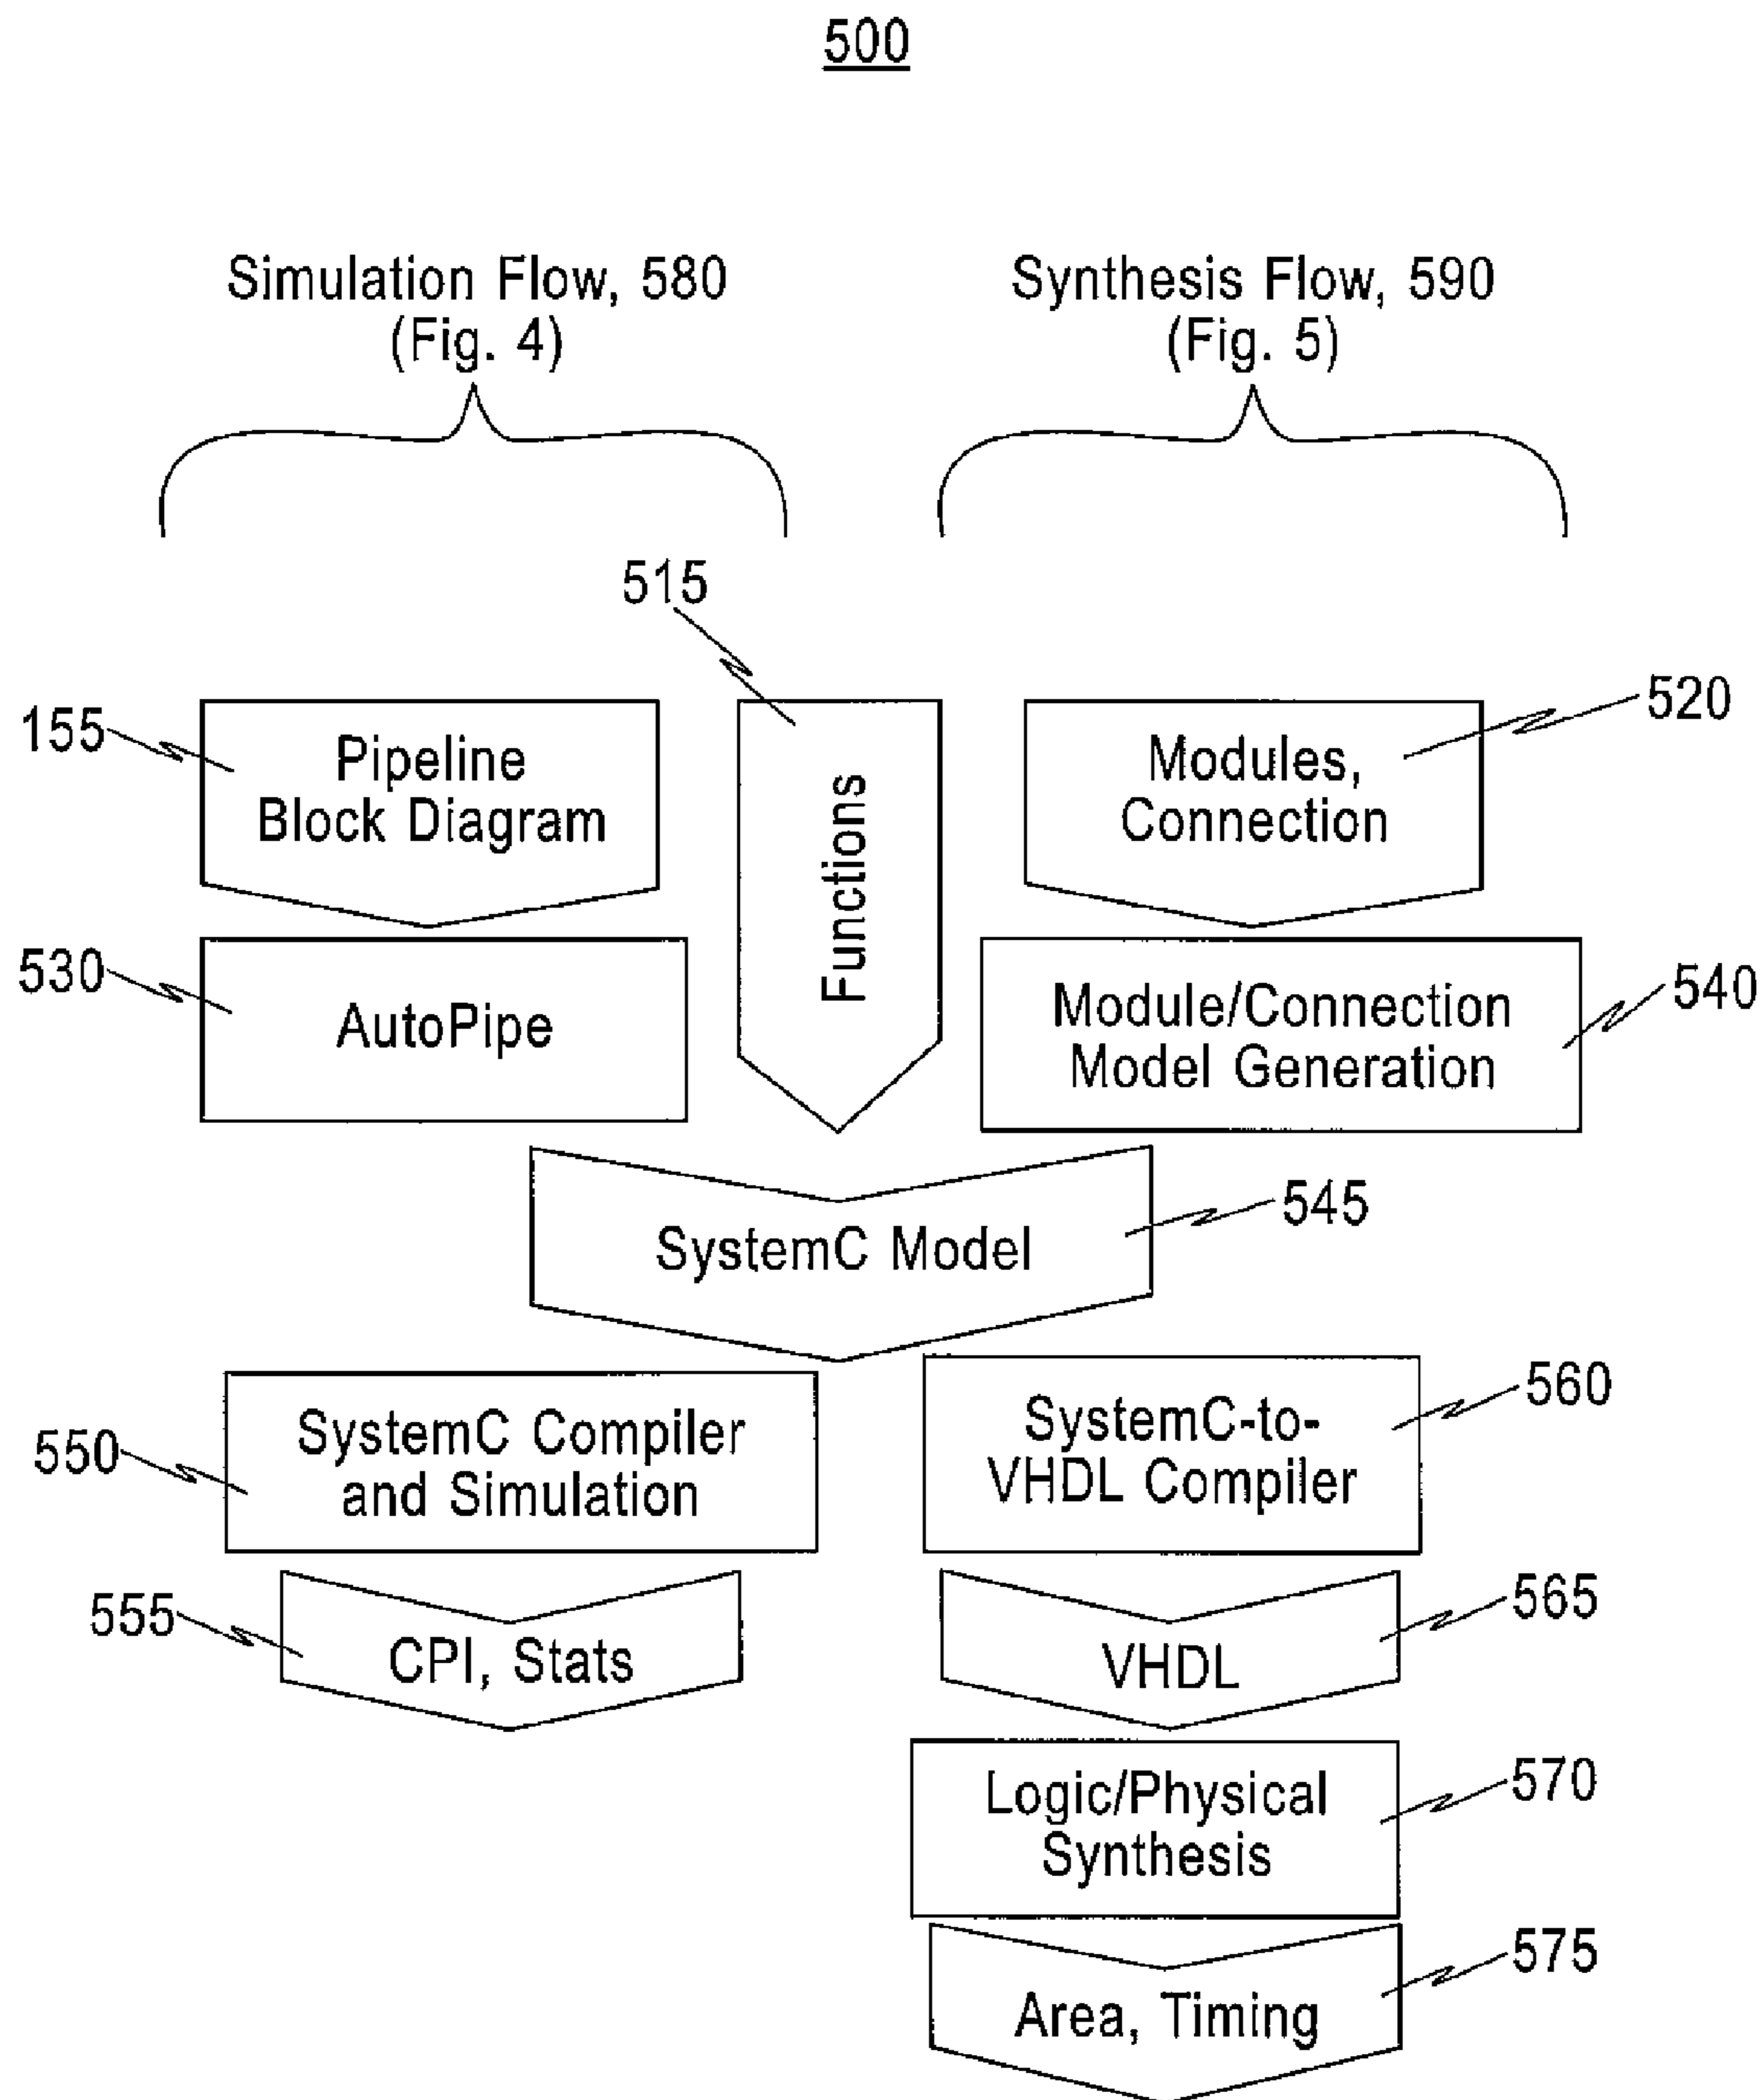 500
Simulation Flow, 580
(Fig. 4)
Synthesis Flow, 590
(Fig. 5)
515
155
Pipeline
Block Diagram
Functions
Modules,
Connection
520
530
AutoPipe
Module/Connection
Model Generation
540
SystemC Model
545
550
SystemC Compiler
and Simulation
SystemC-to-
VHDL Compiler
560
555
CPI, Stats
VHDL
565
Logic/Physical
Synthesis
570
Area, Timing
575